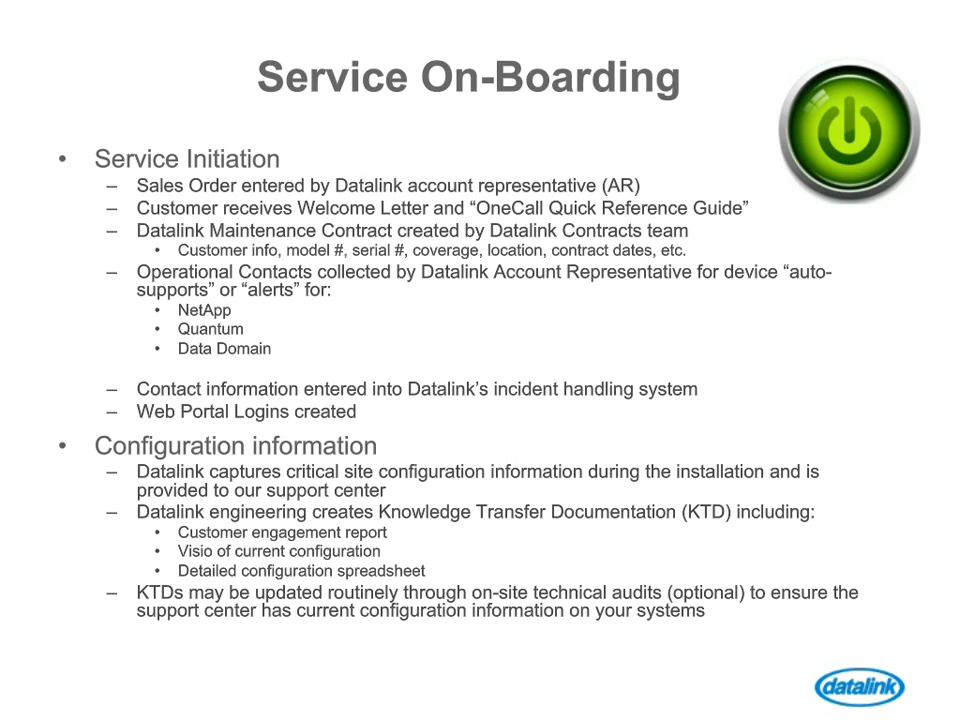 Service On-Boarding
• Service Initiation
– Sales Order entered by Datalink account representative (AR)
– Customer receives Welcome Letter and “OneCall Quick Reference Guide”
– Datalink Maintenance Contract created by Datalink Contracts team
• Customer info, model #, serial #, coverage, location, contract dates, etc.
– Operational Contacts collected by Datalink Account Representative for device “auto-
supports” or “alerts” for:
• NetApp
• Quantum
• Data Domain
– Contact information entered into Datalink’s incident handling system
– Web Portal Logins created
• Configuration information
– Datalink captures critical site configuration information during the installation and is
provided to our support center
– Datalink engineering creates Knowledge Transfer Documentation (KTD) including:
• Customer engagement report
• Visio of current configuration
• Detailed configuration spreadsheet
– KTDs may be updated routinely through on-site technical audits (optional) to ensure the
support center has current configuration information on your systems
datalink